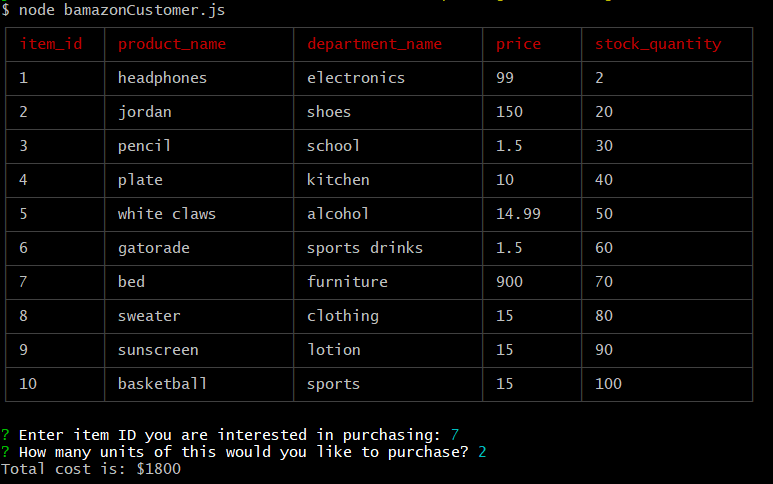 $ node bamazonCustomer.js
item_id product_name department_name price stock_quantity
1 headphones electronics 99 2
2 jordan shoes 150 20
3 pencil school 1.5 30
4 plate kitchen 10 40
5 white claws alcohol 14.99 50
6 gatorade sports drinks 1.5 60
7 bed furniture 900 70
8 sweater clothing 15 80
9 sunscreen lotion 15 90
10 basketball sports 15 100
? Enter item ID you are interested in purchasing: 7
? How many units of this would you like to purchase? 2
Total cost is: $1800